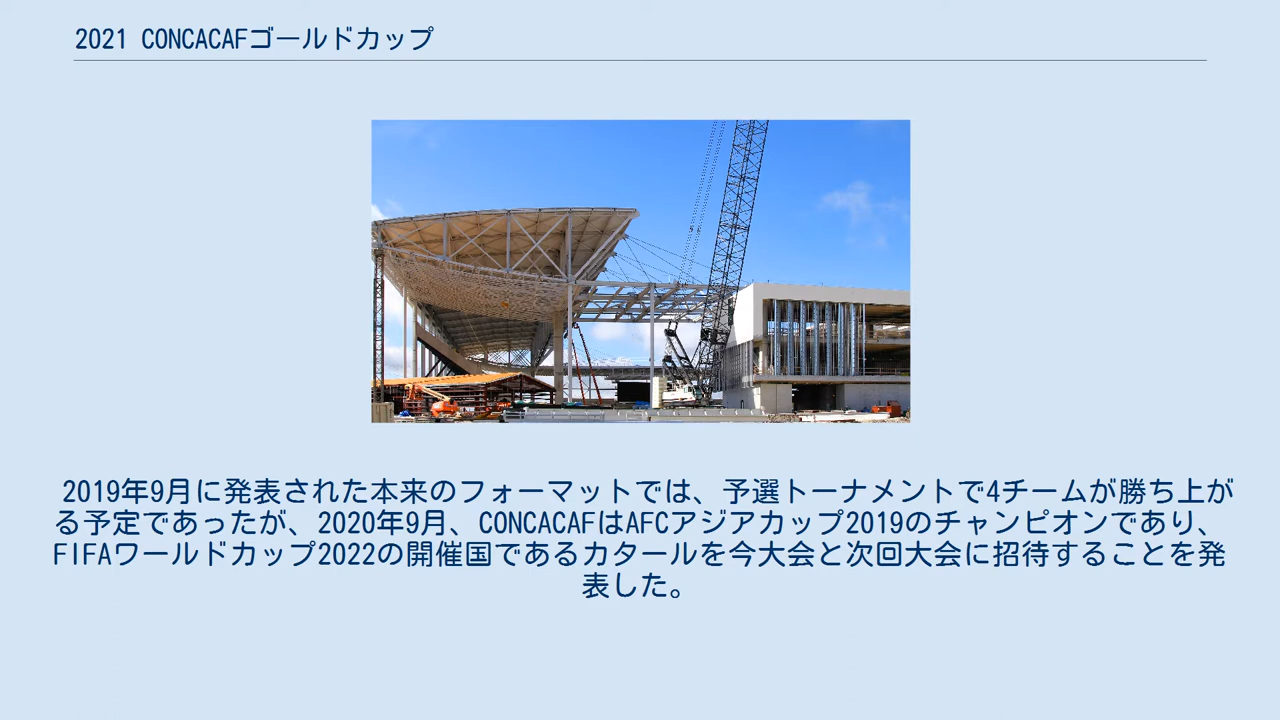 2021 CONCACAFゴールドカップ
2019年9月に発表された本来のフォーマットでは、予選トーナメントで4チームが勝ち上が
る予定であったが、2020年9月、CONCACAFはAFCアジアカップ2019のチャンピオンであり、
FIFAワールドカップ2022の開催国であるカタールを今大会と次回大会に招待することを発
表した。